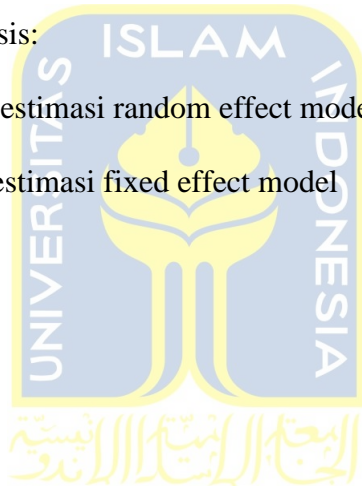 sis:
ISLAM
estimasi random effect mode
estimasi fixed effect model
UNIVERSITAS
INDONESIA